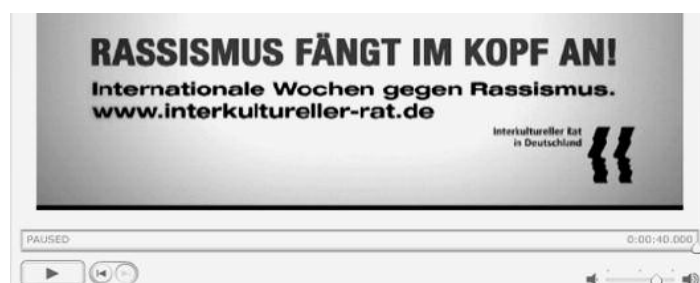 RASSISMUS FÄNGT IM KOPF AN!
Internationale Wochen gegen Rassismus.
www.interkultureller-rat.de
Interkultureller Rat
in Deutschland
PAUSED
0:00:40.000